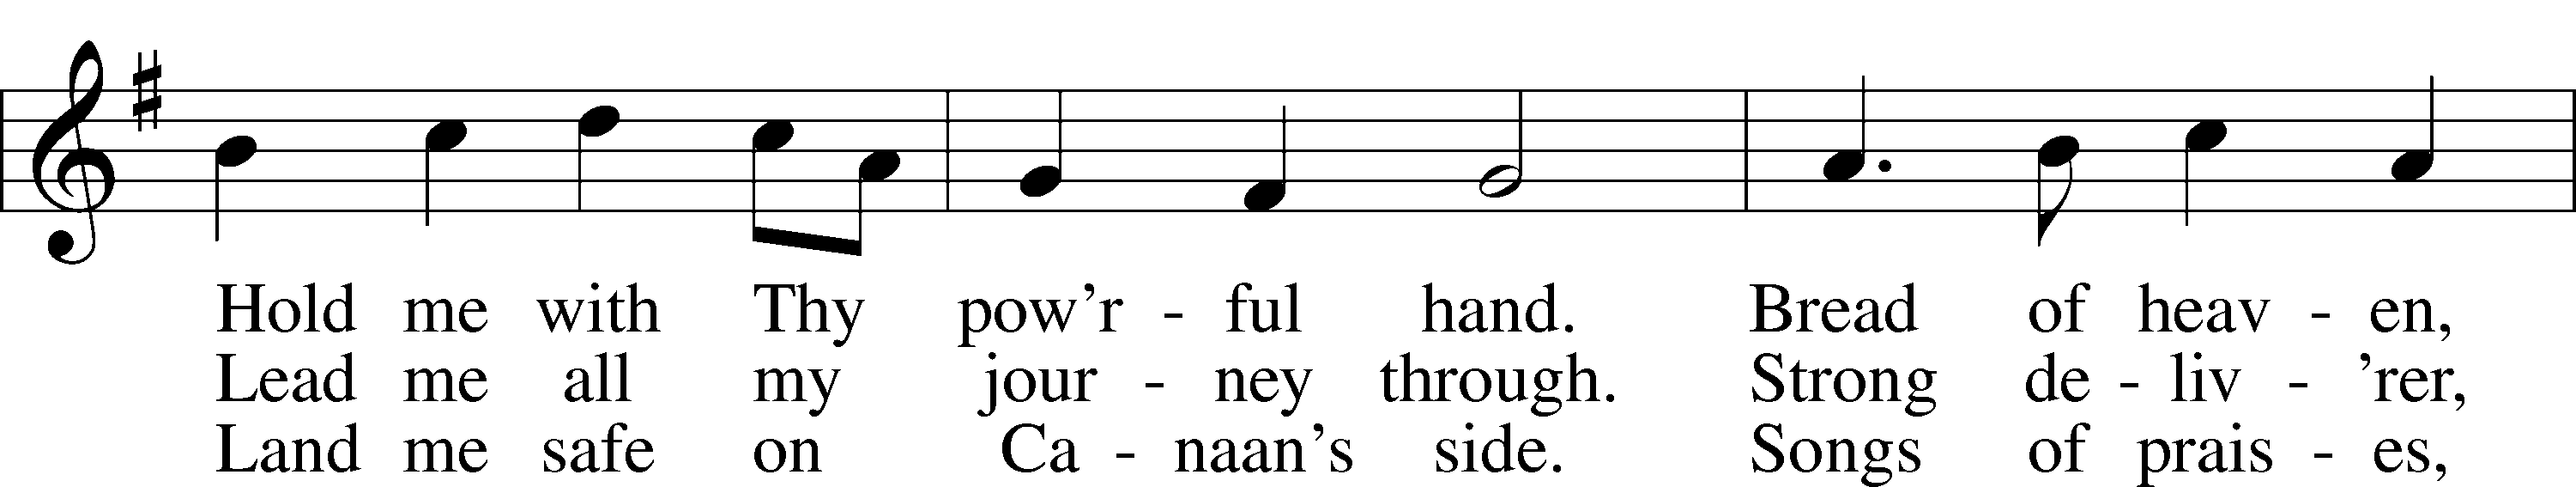 Hold me with Thy pow'r - ful hand. Bread of heav - en,
Lead me all my jour - ney through. Strong de - liv - 'rer,
Land me safe on Ca - naan's side. Songs of prais - es,